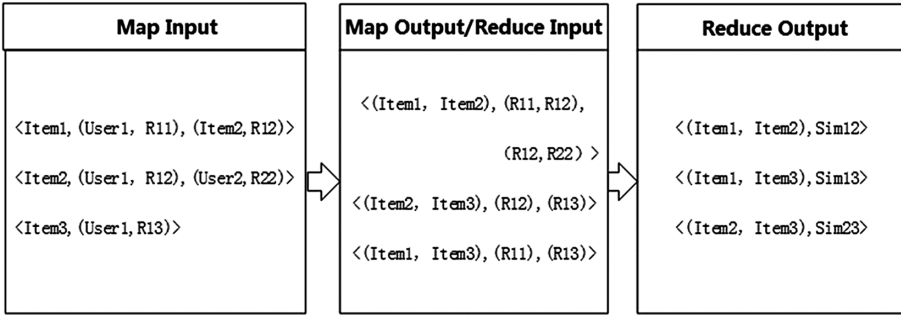 Map Input
<Item1, (User1, R11), (Item2, R12)>
<Item2, (User1, R12), (User2, R22)>
<Item3, (User1, R13)>
Map Output/Reduce Input
<(Item1, Item2), (R11, R12),
(R12, R22) >
<(Item2, Item3), (R12), (R13)>
<(Item1, Item3), (R11), (R13)>
Reduce Output
<(Item1, Item2), Sim12>
<(Item1, Item3), Sim13>
<(Item2, Item3), Sim23>